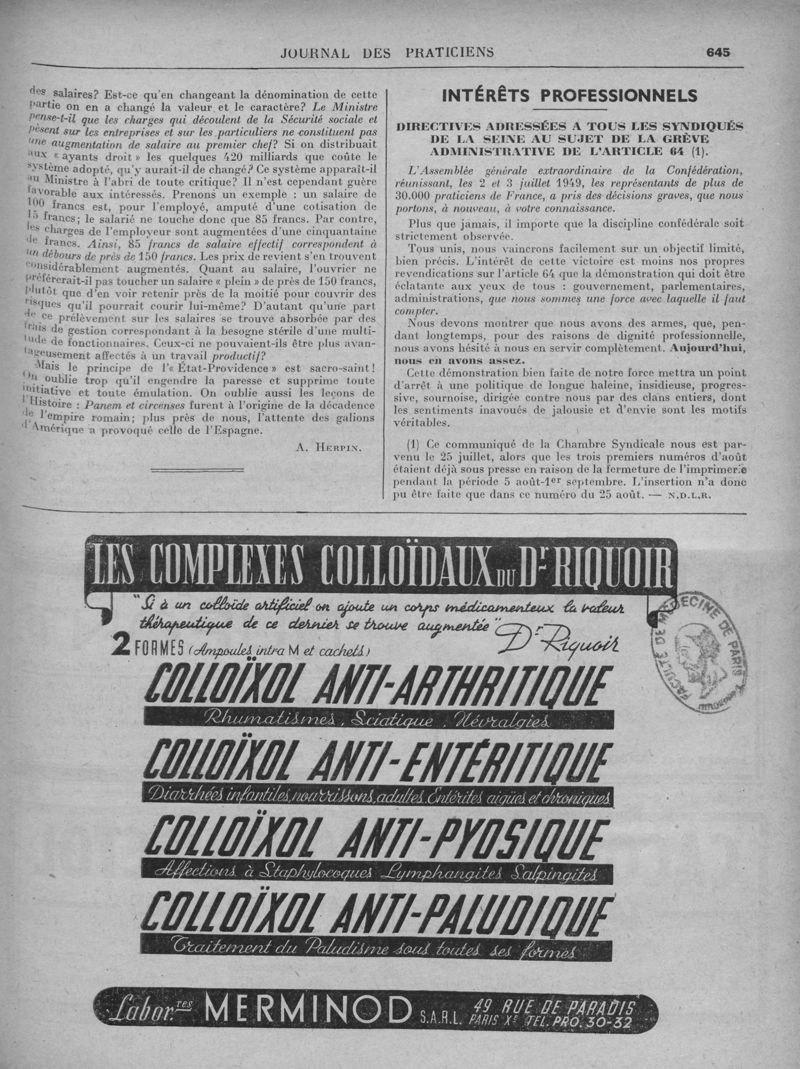 JOURNAL DES PRATICIENS
645
des salaires? Est-ce qu'en changeant la dénomination de cette
partie on en a changé la valeur et le caractère? Le Ministre
pense-t-il que les charges qui découlent de la Sécurité sociale et
pèsent sur les entreprises et sur les particuliers ne constituent pas
une augmentation de salaire au premier chef? Si on distribuait
aux « ayants droit » les quelques 420 milliards que coûte le
système adopté, qu'y aurait-il de changé? Ce système apparaît-il
au Ministre à l'abri de toute critique? Il n'est cependant guère
favorable aux intéressés. Prenons un exemple : un salaire de
100 francs est, pour l'employé, amputé d'une cotisation de
15 francs; le salarié ne touche donc que 85 francs. Par contre,
les charges de l'employeur sont augmentées d'une cinquantaine
de francs. Ainsi, 85 francs de salaire effectif correspondent à
un débours de près de 150 francs. Les prix de revient s'en trouvent
considérablement augmentés. Quant au salaire, l'ouvrier ne
préférerait-il pas toucher un salaire « plein » de près de 150 francs,
plutôt que d'en voir retenir près de la moitié pour couvrir des
risques qu'il pourrait courir lui-même? D'autant qu'une part
de ce prélèvement sur les salaires se trouve absorbée par des
frais de gestion correspondant à la besogne stérile d'une multi-
tude de fonctionnaires. Ceux-ci ne pouvaient-ils être plus avan-
tageusement affectés à un travail productif?
Mais le principe de l'« État-Providence » est sacro-saint!
On oublie trop qu'il engendre la paresse et supprime toute
initiative et toute émulation. On oublie aussi les leçons de
l'Histoire : Panem et circenses furent à l'origine de la décadence
de l'empire romain; plus près de nous, l'attente des galions
d'Amérique a provoqué celle de l'Espagne.
A. HERPIN.
INTÉRÊTS PROFESSIONNELS
DIRECTIVES ADRESSÉES A TOUS LES SYNDIQUÉS
DE LA SEINE AU SUJET DE LA GRÈVE
ADMINISTRATIVE DE L'ARTICLE 64 (1).
L'Assemblée générale extraordinaire de la Confédération,
réunissant, les 2 et 3 juillet 1949, les représentants de plus de
30.000 praticiens de France, a pris des décisions graves, que nous
portons, à nouveau, à votre connaissance.
Plus que jamais, il importe que la discipline confédérale soit
strictement observée.
Tous unis, nous vaincrons facilement sur un objectif limité,
bien précis. L'intérêt de cette victoire est moins nos propres
revendications sur l'article 64 que la démonstration qui doit être
éclatante aux yeux de tous : gouvernement, parlementaires,
administrations, que nous sommes une force avec laquelle il faut
compter.
Nous devons montrer que nous avons des armes, que, pen-
dant longtemps, pour des raisons de dignité professionnelle,
nous avons hésité à nous en servir complètement. Aujourd'hui,
nous en avons assez.
Cette démonstration bien faite de notre force mettra un point
d'arrêt à une politique de longue haleine, insidieuse, progres-
sive, sournoise, dirigée contre nous par des clans entiers, dont
les sentiments inavoués de jalousie et d'envie sont les motifs
véritables.
(1) Ce communiqué de la Chambre Syndicale nous est par-
venu le 25 juillet, alors que les trois premiers numéros d'août
étaient déjà sous presse en raison de la fermeture de l'imprimerie
pendant la période 5 août-1er septembre. L'insertion n'a donc
pu être faite que dans ce numéro du 25 août. — N.D.L.R.
LES COMPLEXES COLLOÏDAUX DU Dr RIQUOIR
"Si à un colloïde artificiel on ajoute un corps médicamenteux la valeur
thérapeutique de ce dernier se trouve augmentée"
Dr Riquoir
2 FORMES (Ampoules intra M et cachets)
COLLOÏXOL ANTI-ARTHRITIQUE
Rhumatismes, Sciatique, Névralgies
COLLOÏXOL ANTI-ENTÉRITIQUE
Diarrhées infantiles, nourrissons, adultes, Entérites aigües et chroniques
COLLOÏXOL ANTI-PYOSIQUE
Affections à Staphylocoques Lymphangites Salpingites
COLLOÏXOL ANTI-PALUDIQUE
Traitement du Paludisme sous toutes ses formes
Labor.res MERMINOD S.A.R.L. 49 RUE DE PARADIS
PARIS Xe TEL. PRO. 30-32
FACULTÉ DE MÉDECINE DE PARIS